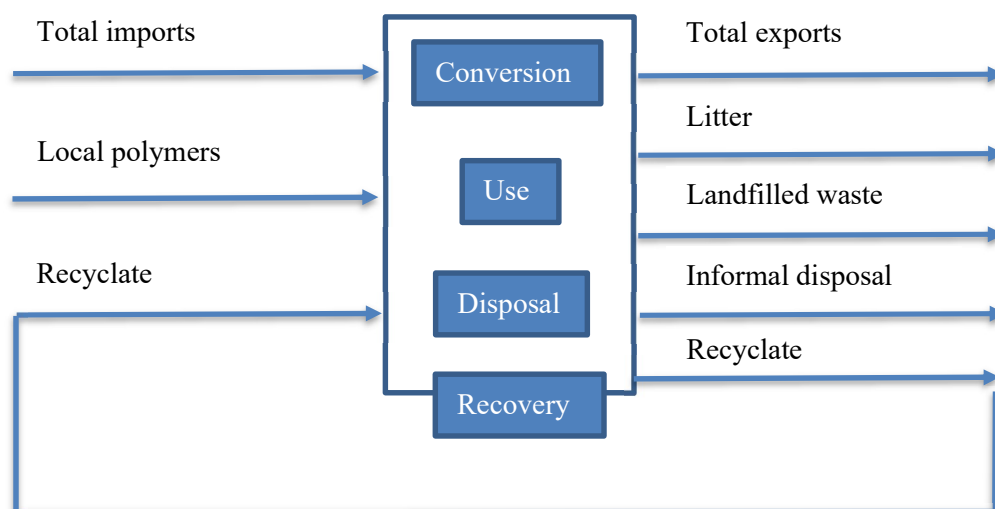 Total imports
Conversion
Total exports
Litter
Local polymers
Use
Landfilled waste
Recyclate
Disposal
Informal disposal
Recyclate
Recovery